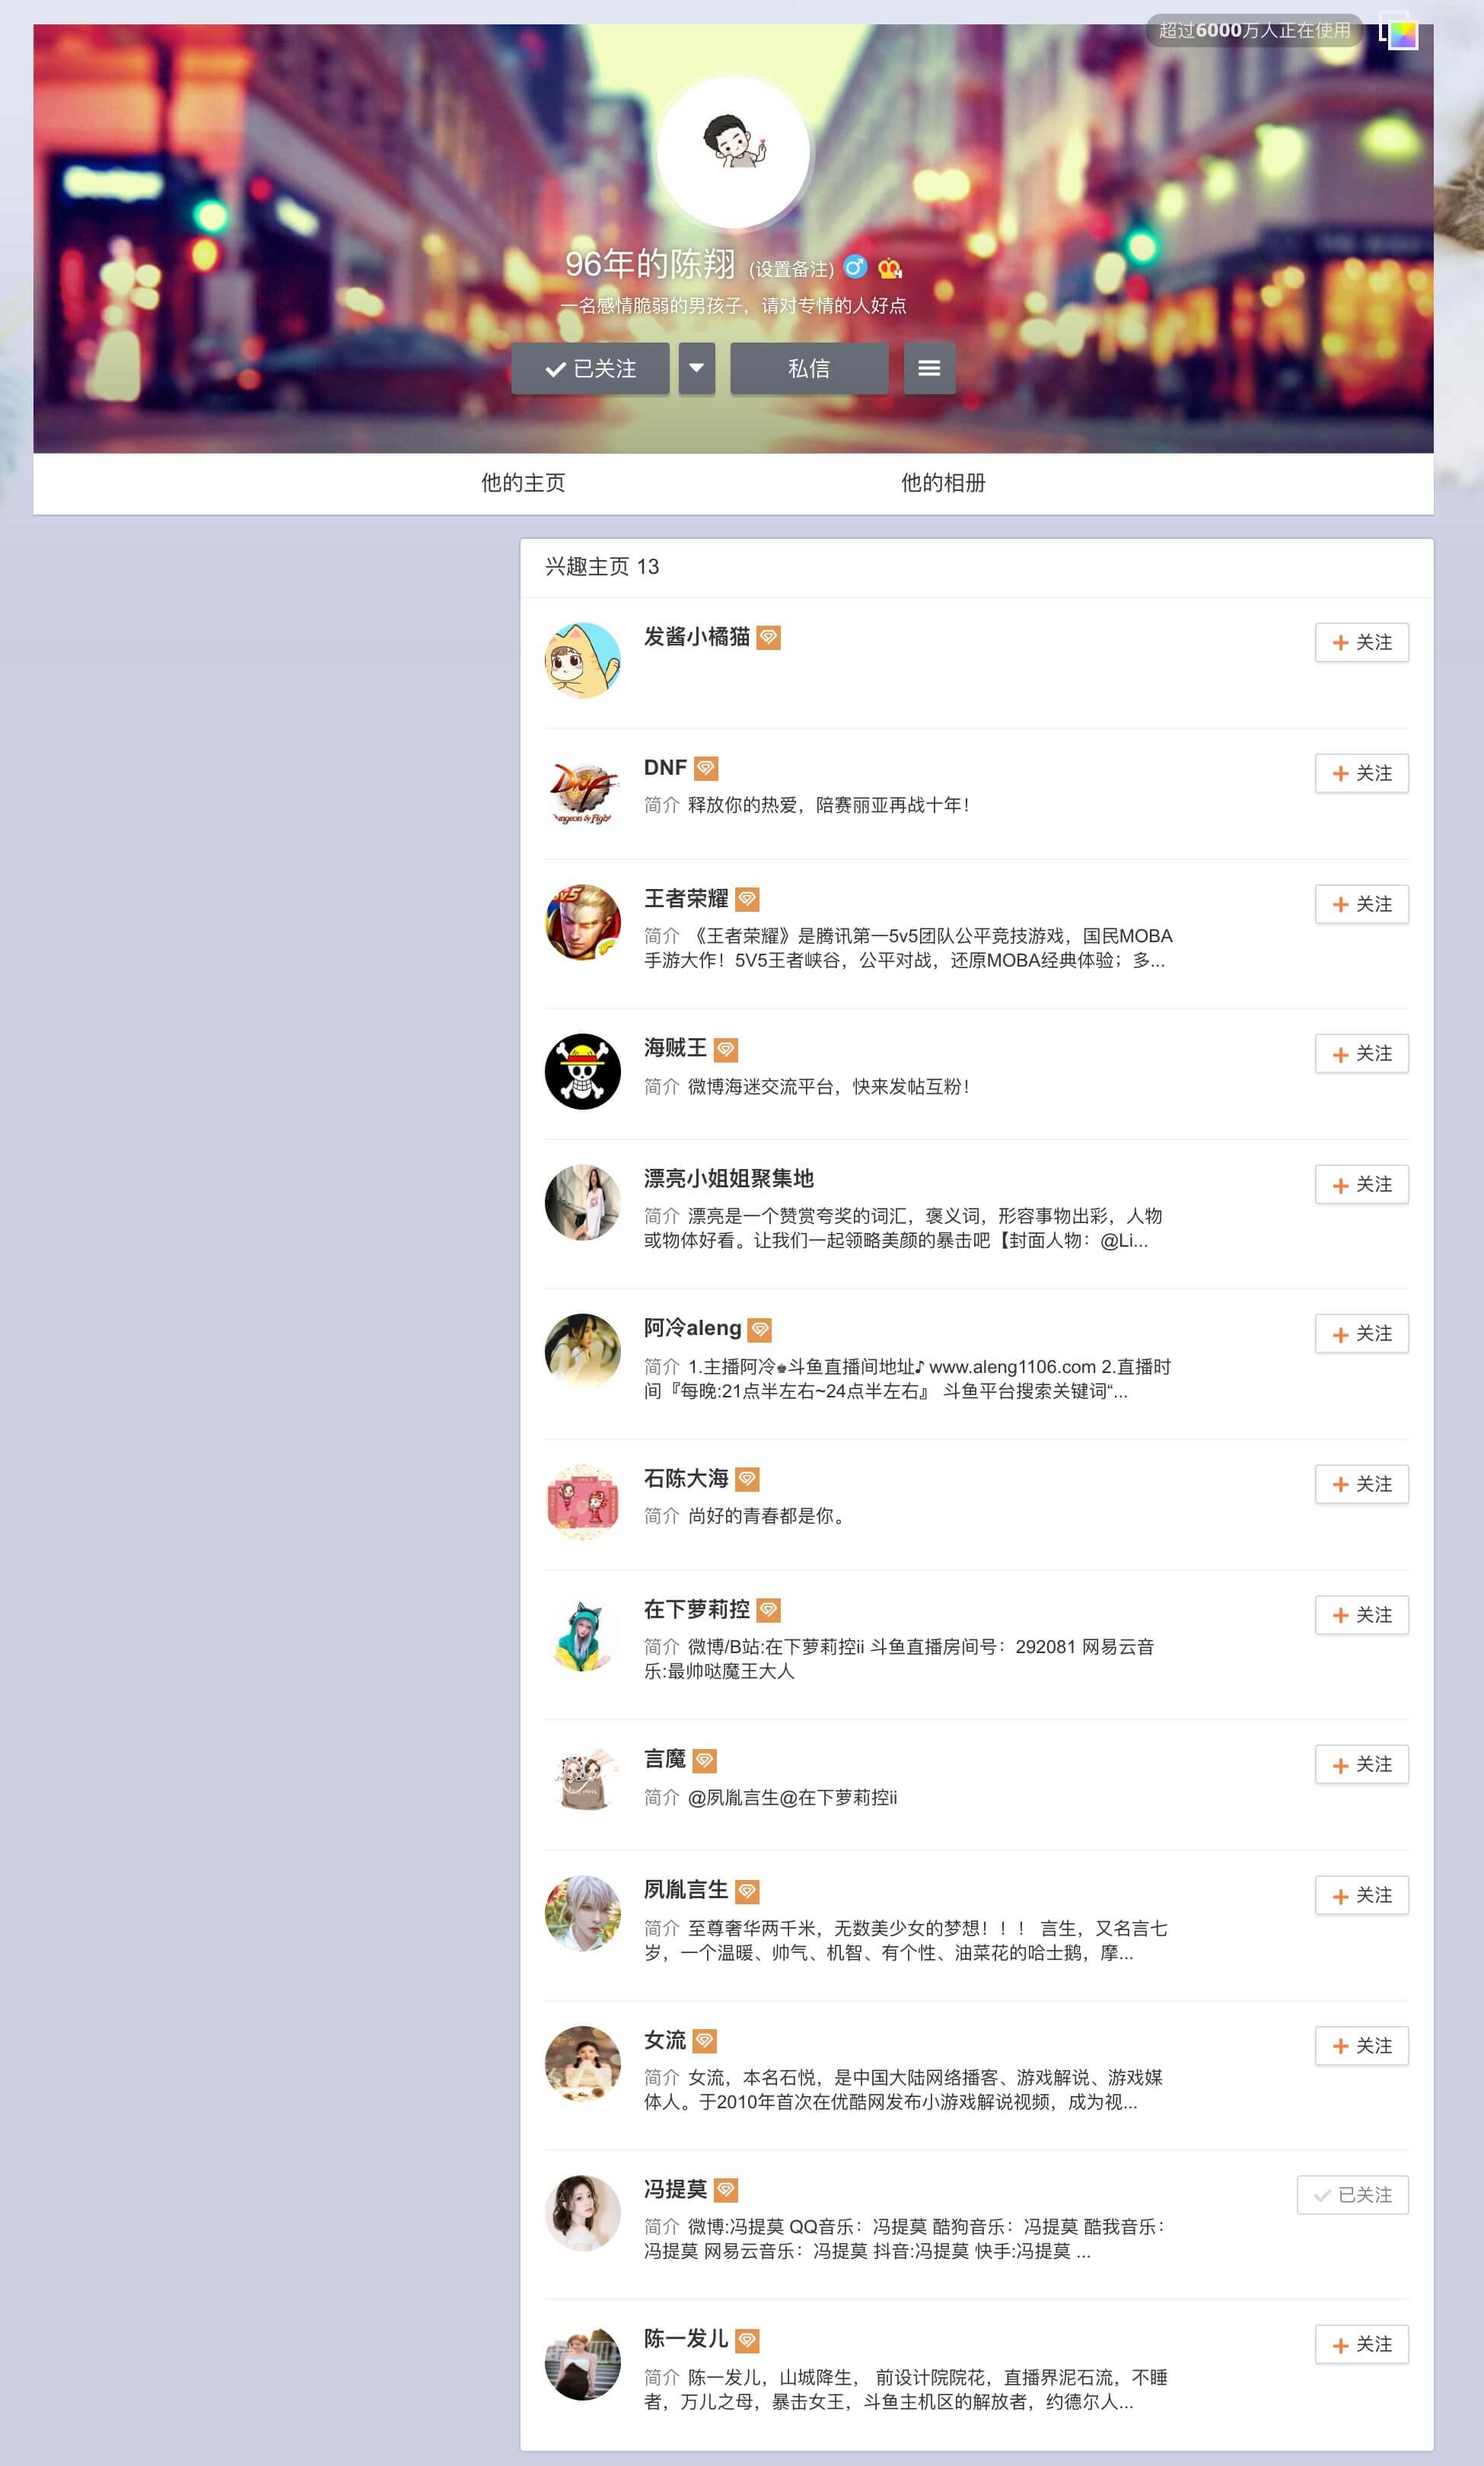 超过6000万人正在使用
96年的陈翔 (设置备注)
一名感情脆弱的男孩子，请对专情的人好点
已关注 私信
他的主页 他的相册
兴趣主页 13
发酱小橘猫
+ 关注
DNF
+ 关注
简介 释放你的热爱，陪赛丽亚再战十年！
王者荣耀
+ 关注
简介 《王者荣耀》是腾讯第一5v5团队公平竞技游戏，国民MOBA
手游大作！5V5王者峡谷，公平对战，还原MOBA经典体验；多...
海贼王
+ 关注
简介 微博海迷交流平台，快来发帖互粉！
漂亮小姐姐聚集地
+ 关注
简介 漂亮是一个赞赏夸奖的词汇，褒义词，形容事物出彩，人物
或物体好看。让我们一起领略美颜的暴击吧【封面人物：@Li...
阿冷aleng
+ 关注
简介 1.主播阿冷♚斗鱼直播间地址♪ www.aleng1106.com 2.直播时
间『每晚:21点半左右~24点半左右』 斗鱼平台搜索关键词“...
石陈大海
+ 关注
简介 尚好的青春都是你。
在下萝莉控
+ 关注
简介 微博/B站:在下萝莉控ii 斗鱼直播房间号：292081 网易云音
乐:最帅哒魔王大人
言魔
+ 关注
简介 @夙胤言生@在下萝莉控ii
夙胤言生
+ 关注
简介 至尊奢华两千米，无数美少女的梦想！！！ 言生，又名言七
岁，一个温暖、帅气、机智、有个性、油菜花的哈士鹅，摩...
女流
+ 关注
简介 女流，本名石悦，是中国大陆网络播客、游戏解说、游戏媒
体人。于2010年首次在优酷网发布小游戏解说视频，成为视...
冯提莫
已关注
简介 微博:冯提莫 QQ音乐：冯提莫 酷狗音乐：冯提莫 酷我音乐：
冯提莫 网易云音乐：冯提莫 抖音:冯提莫 快手:冯提莫 ...
陈一发儿
+ 关注
简介 陈一发儿，山城降生， 前设计院院花，直播界泥石流，不睡
者，万儿之母，暴击女王，斗鱼主机区的解放者，约德尔人...